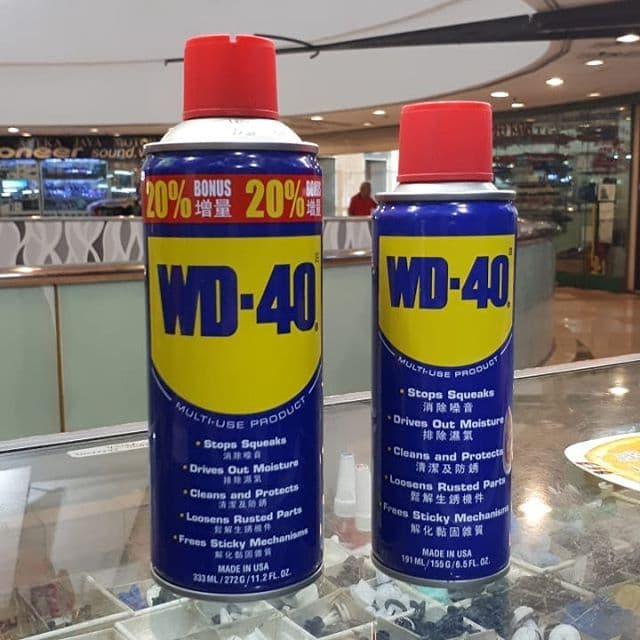 oneer sound.
20% BONUS 增量 20% BONUS 增量
WD-40
MULTI-USE PRODUCT
• Stops Squeaks
消除噪音
• Drives Out Moisture
排除濕氣
• Cleans and Protects
清潔及防銹
• Loosens Rusted Parts
鬆解生銹機件
• Frees Sticky Mechanisms
解化黏固雜質
MADE IN USA
333 ML / 272 G / 11.2 FL. OZ.
WD-40
MULTI-USE PRODUCT
• Stops Squeaks
消除噪音
• Drives Out Moisture
排除濕氣
• Cleans and Protects
清潔及防銹
• Loosens Rusted Parts
鬆解生銹機件
• Frees Sticky Mechanisms
解化黏固雜質
MADE IN USA
191 ML / 155 G / 6.5 FL. OZ.